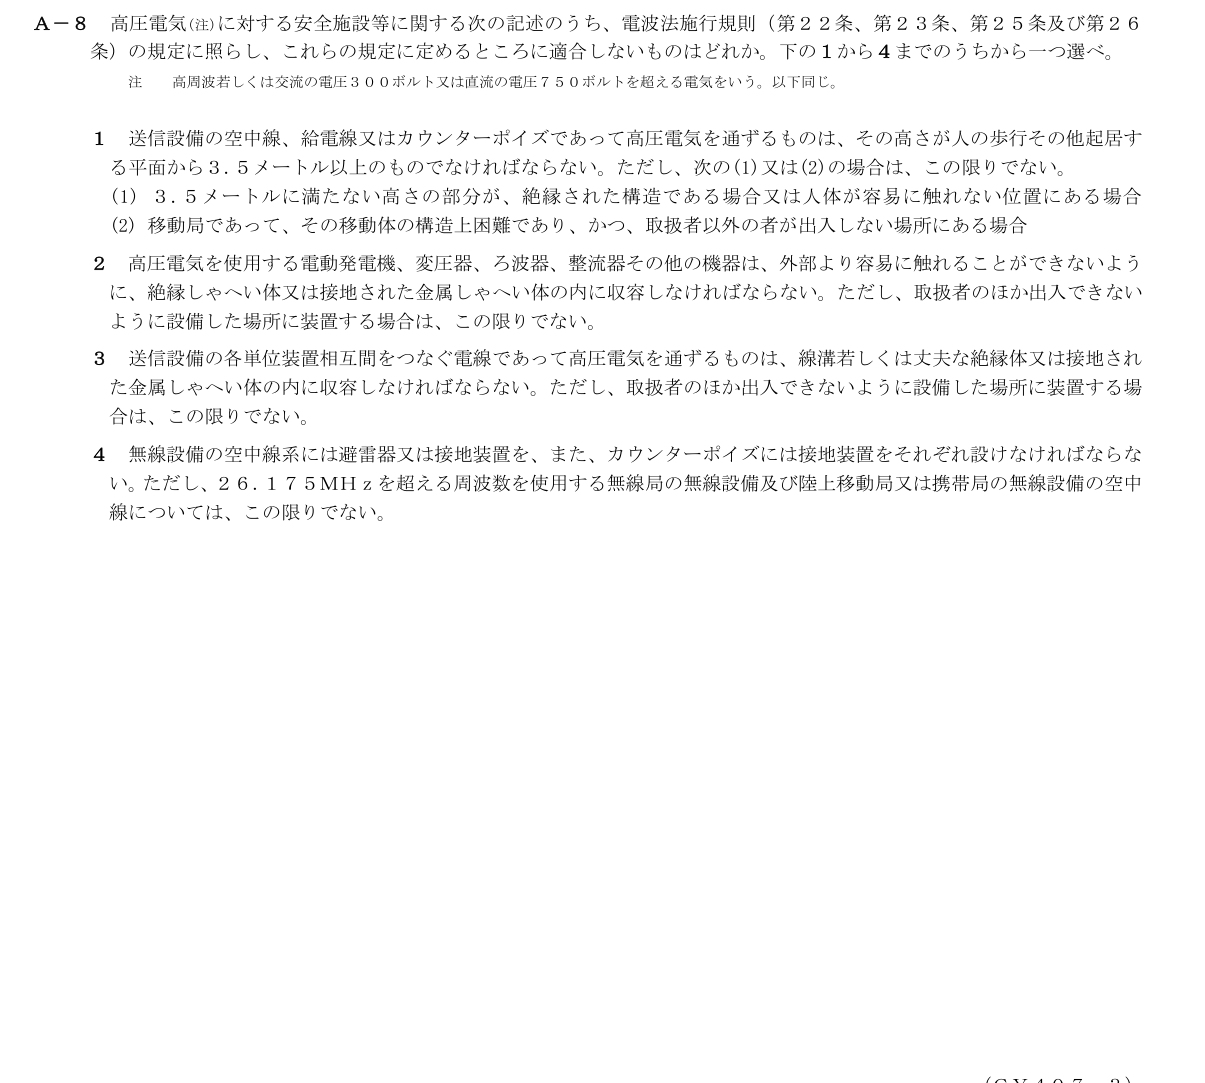 Ａ－８　高圧電気(注)に対する安全施設等に関する次の記述のうち、電波法施行規則（第２２条、第２３条、第２５条及び第２６
条）の規定に照らし、これらの規定に定めるところに適合しないものはどれか。下の１から４までのうちから一つ選べ。
注　高周波若しくは交流の電圧３００ボルト又は直流の電圧７５０ボルトを超える電気をいう。以下同じ。
１　送信設備の空中線、給電線又はカウンターポイズであって高圧電気を通ずるものは、その高さが人の歩行その他起居す
る平面から３.５メートル以上のものでなければならない。ただし、次の(1)又は(2)の場合は、この限りでない。
(1) ３.５メートルに満たない高さの部分が、絶縁された構造である場合又は人体が容易に触れない位置にある場合
(2) 移動局であって、その移動体の構造上困難であり、かつ、取扱者以外の者が出入しない場所にある場合
２　高圧電気を使用する電動発電機、変圧器、ろ波器、整流器その他の機器は、外部より容易に触れることができないよう
に、絶縁しゃへい体又は接地された金属しゃへい体の内に収容しなければならない。ただし、取扱者のほか出入できない
ように設備した場所に装置する場合は、この限りでない。
３　送信設備の各単位装置相互間をつなぐ電線であって高圧電気を通ずるものは、線溝若しくは丈夫な絶縁体又は接地され
た金属しゃへい体の内に収容しなければならない。ただし、取扱者のほか出入できないように設備した場所に装置する場
合は、この限りでない。
４　無線設備の空中線系には避雷器又は接地装置を、また、カウンターポイズには接地装置をそれぞれ設けなければならな
い。ただし、２６.１７５ＭＨｚを超える周波数を使用する無線局の無線設備及び陸上移動局又は携帯局の無線設備の空中
線については、この限りでない。